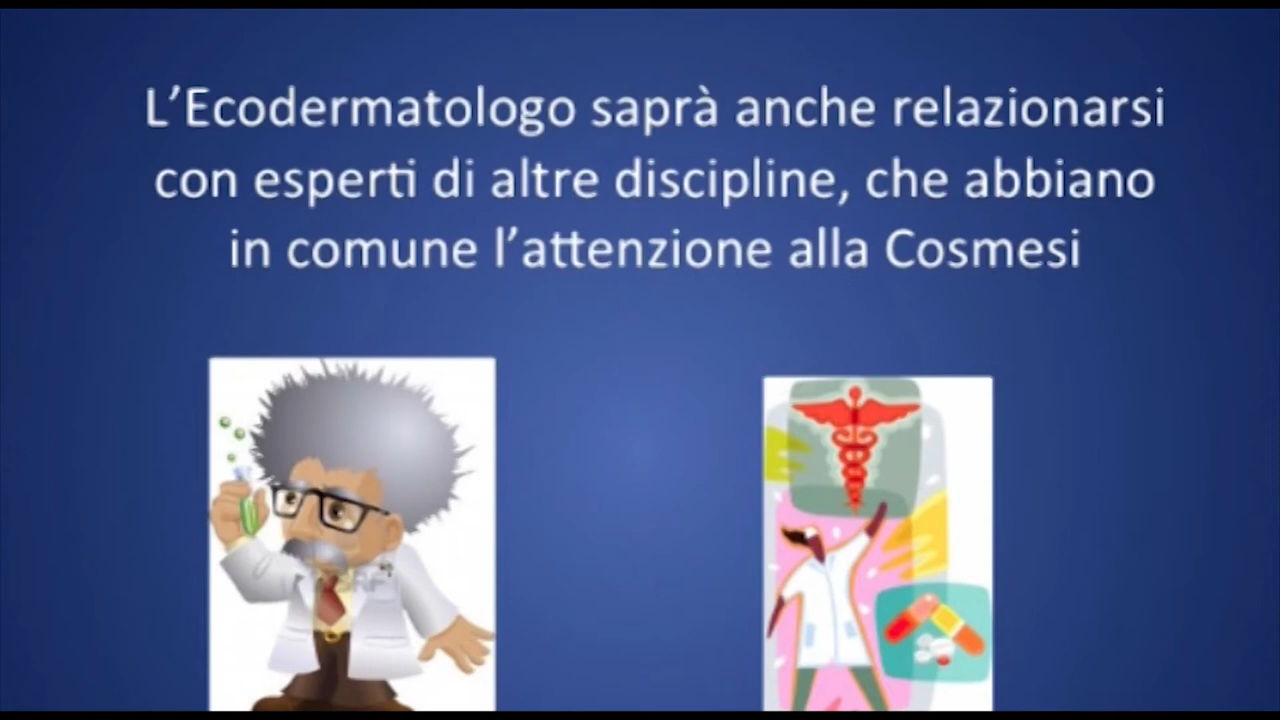 L'Ecodermatologo saprà anche relazionarsi
con esperti di altre discipline, che abbiano
in comune l'attenzione alla Cosmesi